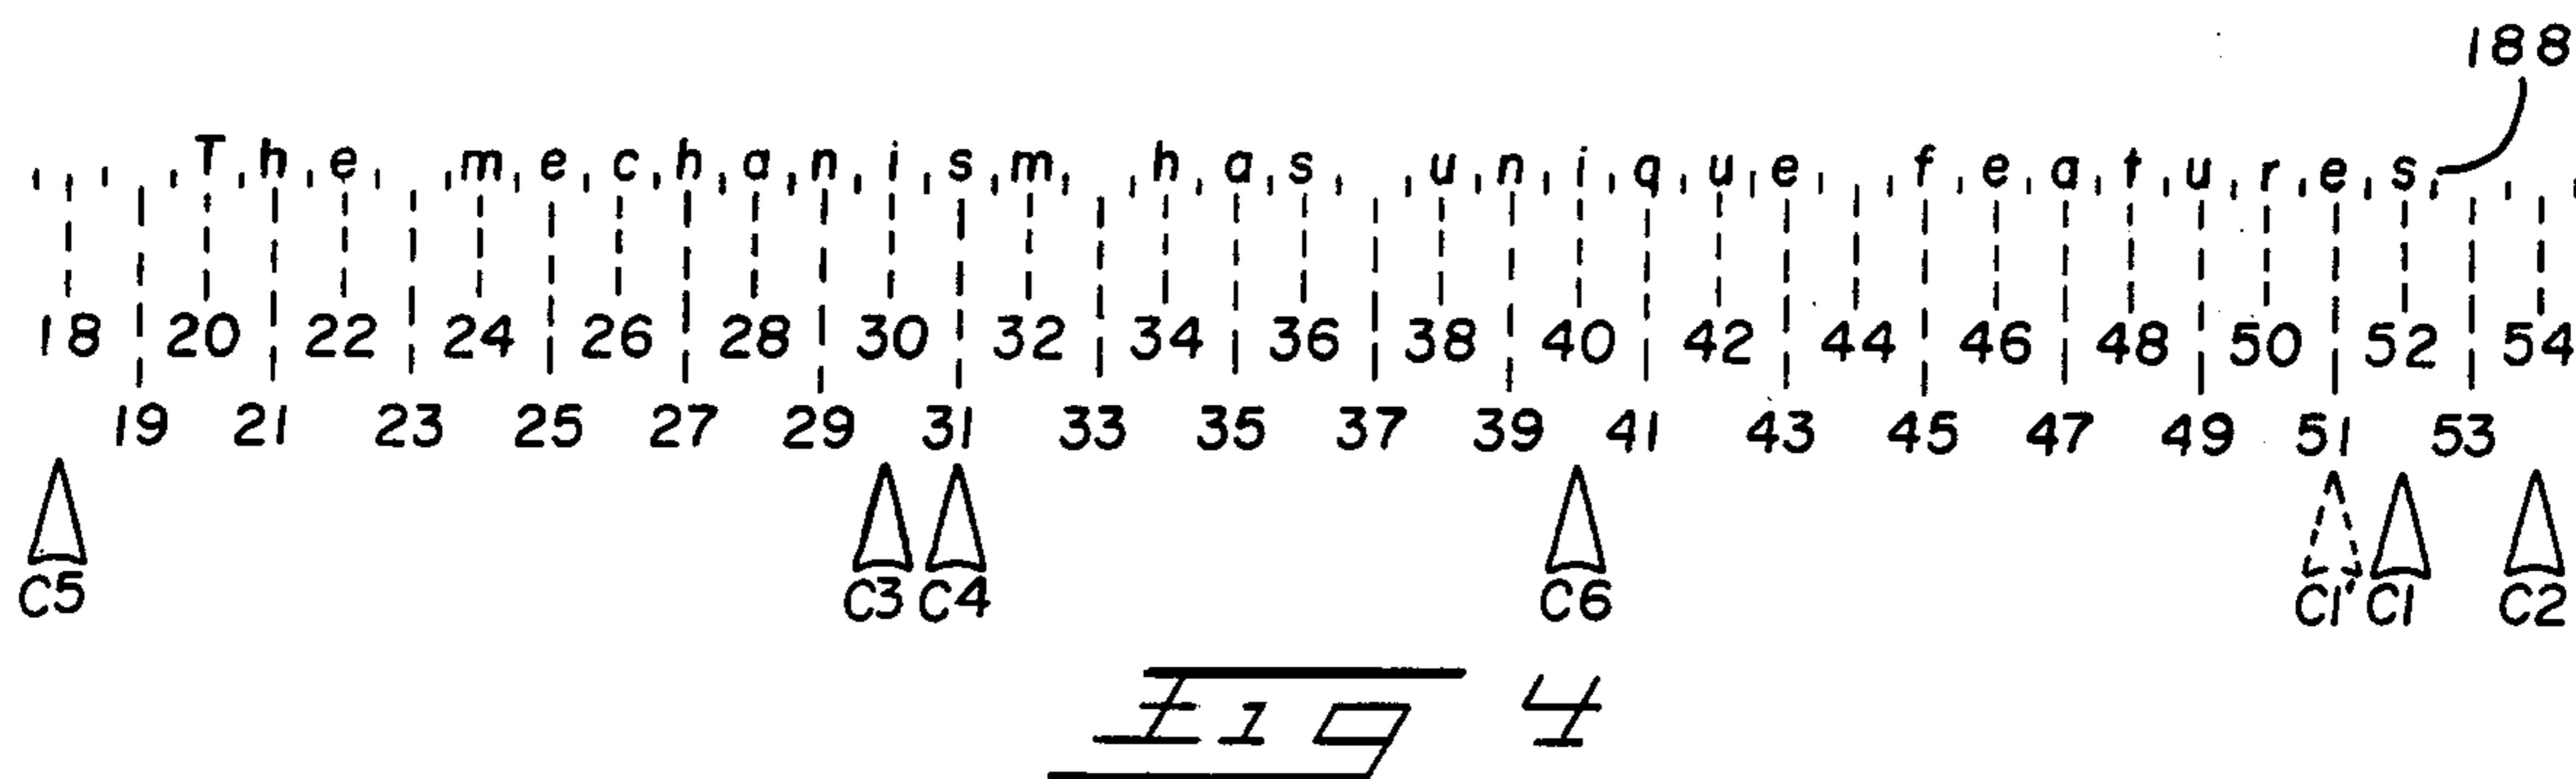 188
The mechanism has unique features
18 20 22 24 26 28 30 32 34 36 38 40 42 44 46 48 50 52 54
19 21 23 25 27 29 31 33 35 37 39 41 43 45 47 49 51 53
C5 C3 C4 C6 C1' C1 C2
Fig 4